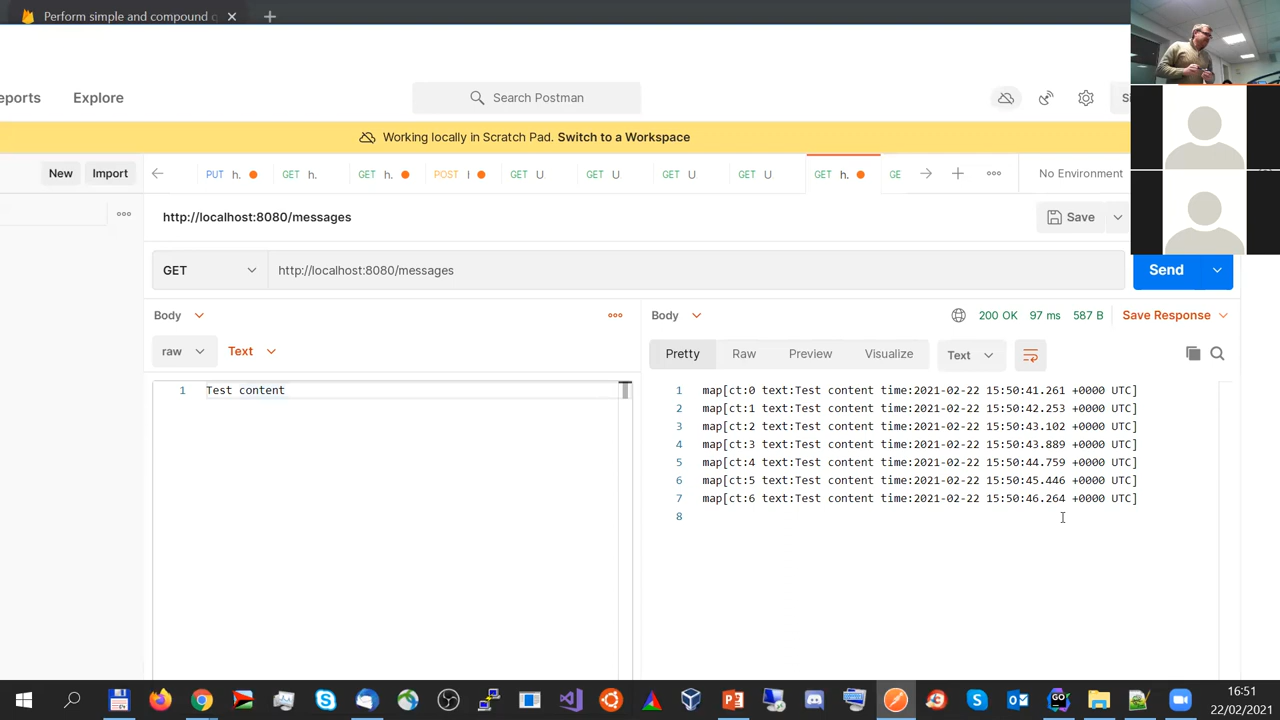 Perform simple and compound q
eports
Explore
Search Postman
Si
Working locally in Scratch Pad. Switch to a Workspace
New
Import
PUT h.
GET h.
GET h.
POST l
GET U
GET U
GET U
GET U
GET h.
GE
No Environment
http://localhost:8080/messages
Save
GET
http://localhost:8080/messages
Send
Body
Body
200 OK
97 ms
587 B
Save Response
raw
Text
Pretty
Raw
Preview
Visualize
Text
1 Test content
1 map[ct:0 text:Test content time:2021-02-22 15:50:41.261 +0000 UTC]
2 map[ct:1 text:Test content time:2021-02-22 15:50:42.253 +0000 UTC]
3 map[ct:2 text:Test content time:2021-02-22 15:50:43.102 +0000 UTC]
4 map[ct:3 text:Test content time:2021-02-22 15:50:43.889 +0000 UTC]
5 map[ct:4 text:Test content time:2021-02-22 15:50:44.759 +0000 UTC]
6 map[ct:5 text:Test content time:2021-02-22 15:50:45.446 +0000 UTC]
7 map[ct:6 text:Test content time:2021-02-22 15:50:46.264 +0000 UTC]
8
16:51
22/02/2021